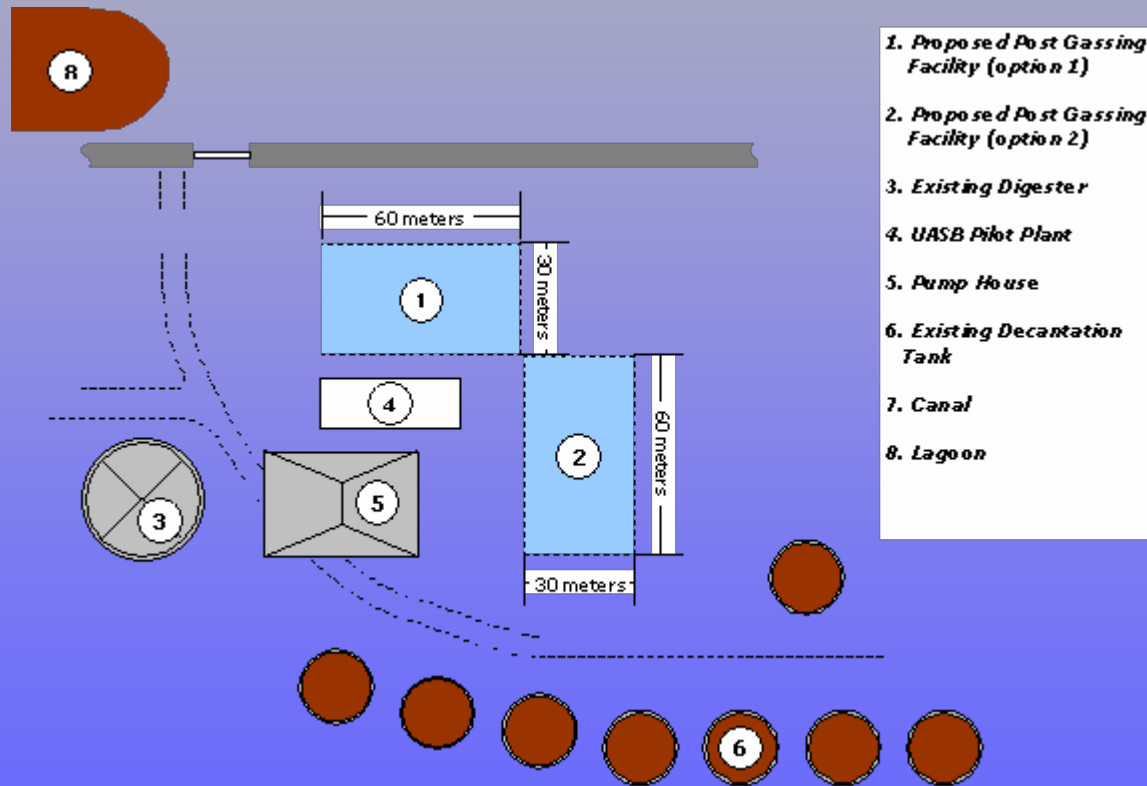 8
60 meters
30 meters
1
4
60 meters
2
5
3
30 meters
6
1. Proposed Post Gassing
Facility (option 1)
2. Proposed Post Gassing
Facility (option 2)
3. Existing Digester
4. UASB Pilot Plant
5. Pump House
6. Existing Decantation
Tank
7. Canal
8. Lagoon